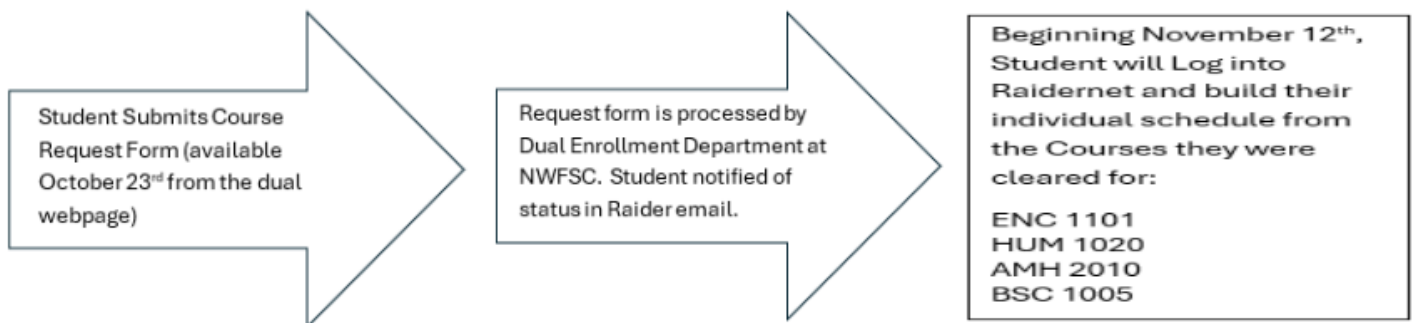 Student Submits Course
Request Form (available
October 23rd from the dual
webpage)
Request form is processed by
Dual Enrollment Department at
NWFSC. Student notified of
status in Raider email.
Beginning November 12th,
Student will Log into
Raidernet and build their
individual schedule from
the Courses they were
cleared for:
ENC 1101
HUM 1020
AMH 2010
BSC 1005